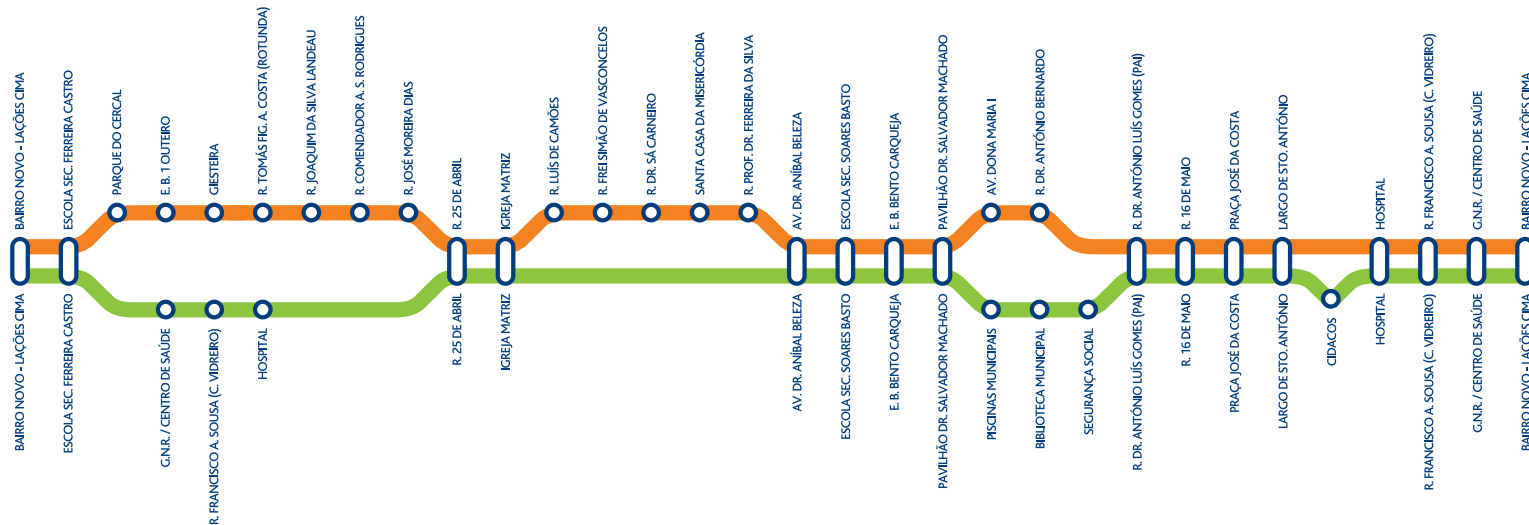 BAIRRO NOVO - LAÇÕES CIMA
ESCOLA SEC. FERREIRA CASTRO
PARQUE DO CERCAL
E. B. 1 OUTEIRO
GIESTEIRA
R. TOMÁS FIG. A. COSTA (ROTUNDA)
R. JOAQUIM DA SILVA LANDEAU
R. COMENDADOR A. S. RODRIGUES
R. JOSÉ MOREIRA DIAS
R. 25 DE ABRIL
IGREJA MATRIZ
R. LUÍS DE CAMÕES
R. FREI SIMÃO DE VASCONCELOS
R. DR. SÁ CARNEIRO
SANTA CASA DA MISERICÓRDIA
R. PROF. DR. FERREIRA DA SILVA
AV. DR. ANÍBAL BELEZA
ESCOLA SEC. SOARES BASTO
E. B. BENTO CARQUEJA
PAVILHÃO DR. SALVADOR MACHADO
AV. DONA MARIA I
R. DR. ANTÓNIO BERNARDO
R. DR. ANTÓNIO LUÍS GOMES (PAI)
R. 16 DE MAIO
PRAÇA JOSÉ DA COSTA
LARGO DE STO. ANTÓNIO
HOSPITAL
R. FRANCISCO A. SOUSA (C. VIDREIRO)
G.N.R. / CENTRO DE SAÚDE
BAIRRO NOVO - LAÇÕES CIMA
BAIRRO NOVO - LAÇÕES CIMA
ESCOLA SEC. FERREIRA CASTRO
G.N.R. / CENTRO DE SAÚDE
R. FRANCISCO A. SOUSA (C. VIDREIRO)
HOSPITAL
R. 25 DE ABRIL
IGREJA MATRIZ
AV. DR. ANÍBAL BELEZA
ESCOLA SEC. SOARES BASTO
E. B. BENTO CARQUEJA
PAVILHÃO DR. SALVADOR MACHADO
PISCINAS MUNICIPAIS
BIBLIOTECA MUNICIPAL
SEGURANÇA SOCIAL
R. DR. ANTÓNIO LUÍS GOMES (PAI)
R. 16 DE MAIO
PRAÇA JOSÉ DA COSTA
LARGO DE STO. ANTÓNIO
CIDACOS
HOSPITAL
R. FRANCISCO A. SOUSA (C. VIDREIRO)
G.N.R. / CENTRO DE SAÚDE
BAIRRO NOVO - LAÇÕES CIMA